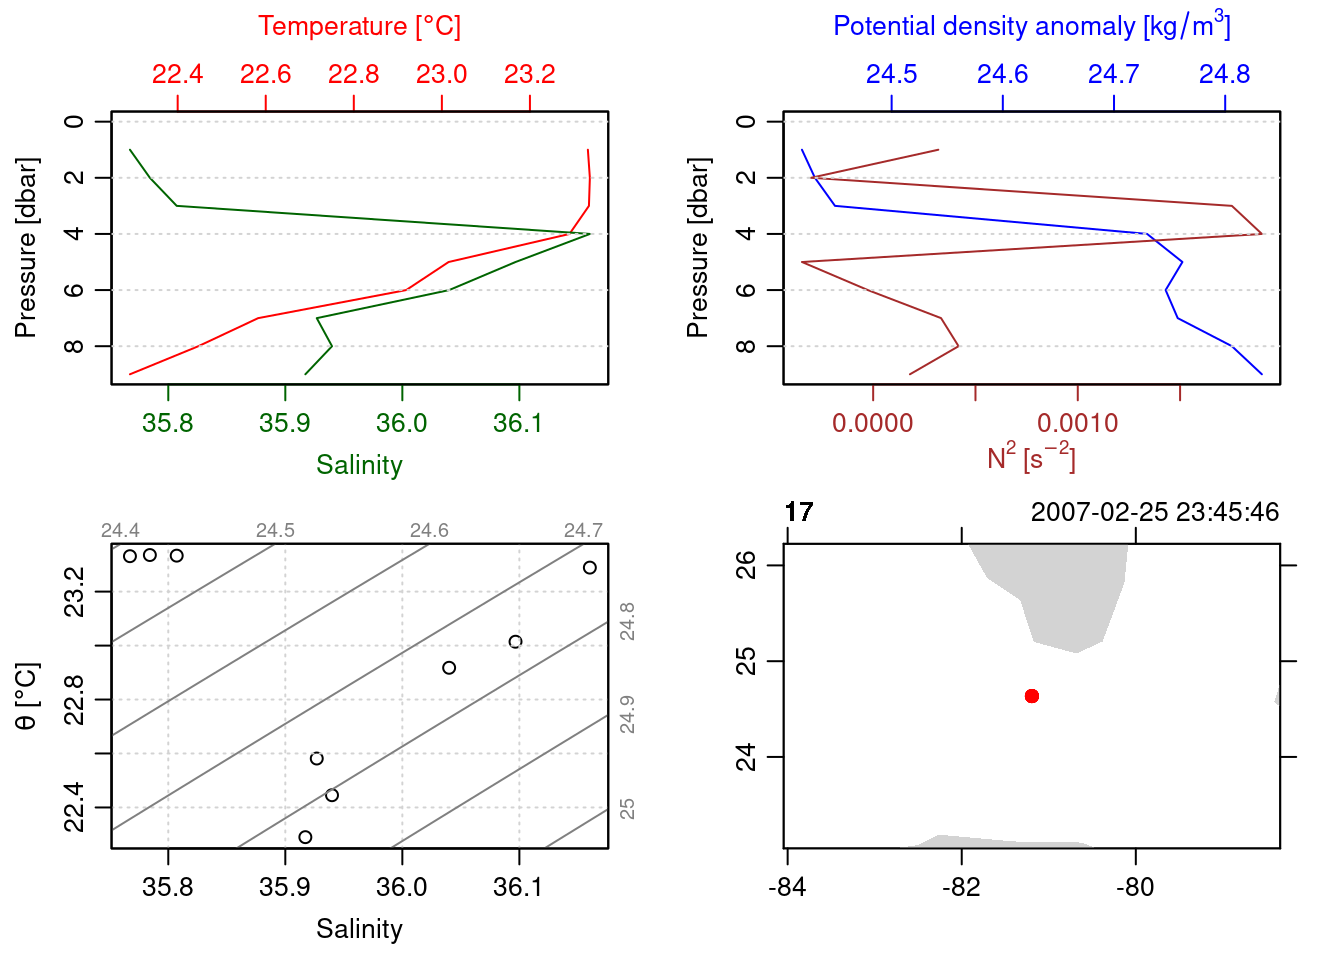 Temperature [°C]
22.4 22.6 22.8 23.0 23.2
Pressure [dbar]
0
2
4
6
8
35.8 35.9 36.0 36.1
Salinity
Potential density anomaly [kg/m³]
24.5 24.6 24.7 24.8
Pressure [dbar]
0
2
4
6
8
0.0000 0.0010
N² [s⁻²]
24.4 24.5 24.6 24.7
θ [°C]
23.2
22.8
22.4
24.8
24.9
25
35.8 35.9 36.0 36.1
Salinity
17 2007-02-25 23:45:46
26
25
24
-84 -82 -80